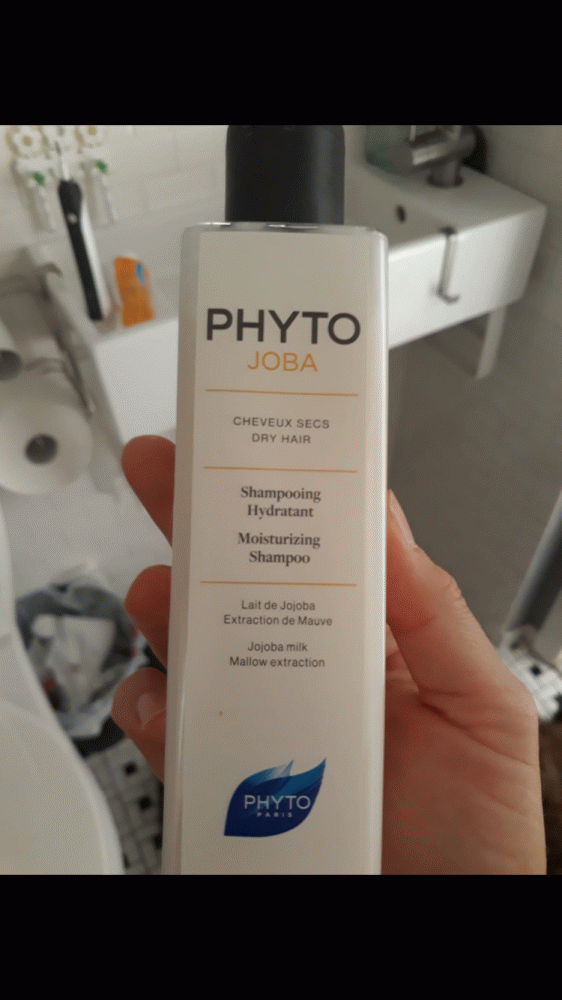 PHYTO
JOBA
CHEVEUX SECS
DRY HAIR
Shampooing
Hydratant
Moisturizing
Shampoo
Lait de Jojoba
Extraction de Mauve
Jojoba milk
Mallow extraction
PHYTO
PARIS